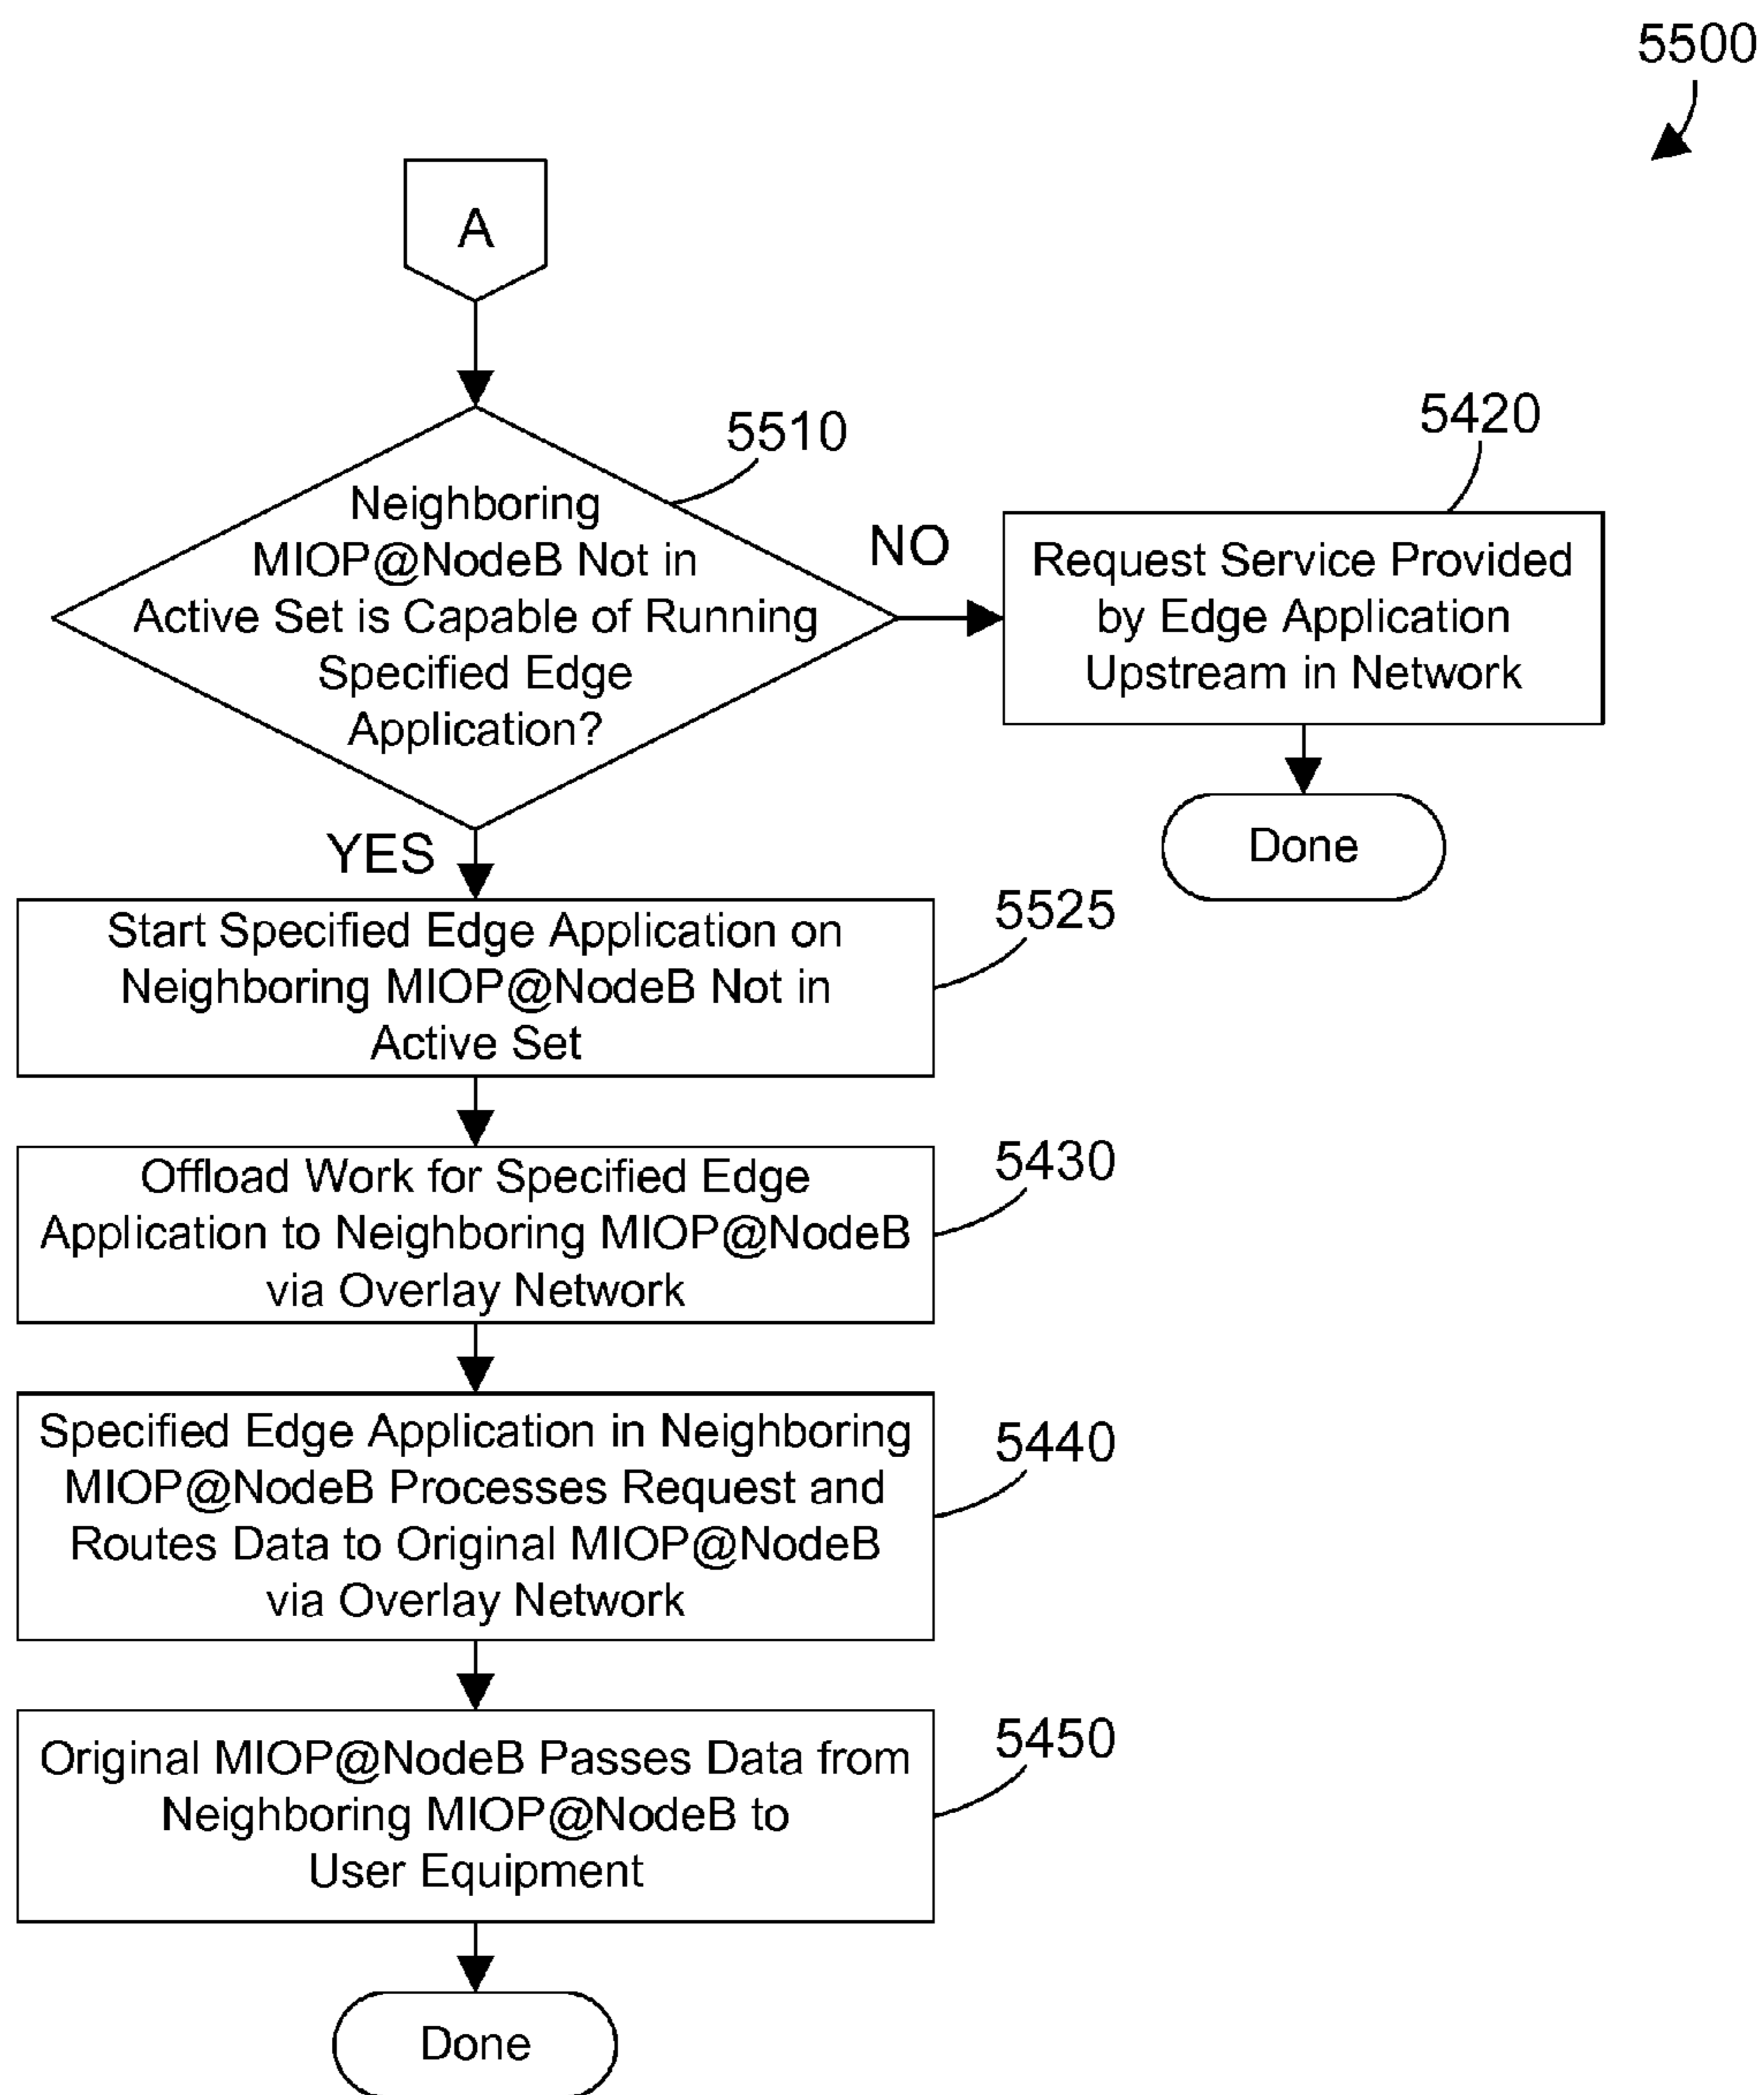 5500
A
5510
Neighboring
MIOP@NodeB Not in
Active Set is Capable of Running
Specified Edge
Application?
NO
5420
Request Service Provided
by Edge Application
Upstream in Network
Done
YES
5525
Start Specified Edge Application on
Neighboring MIOP@NodeB Not in
Active Set
5430
Offload Work for Specified Edge
Application to Neighboring MIOP@NodeB
via Overlay Network
5440
Specified Edge Application in Neighboring
MIOP@NodeB Processes Request and
Routes Data to Original MIOP@NodeB
via Overlay Network
5450
Original MIOP@NodeB Passes Data from
Neighboring MIOP@NodeB to
User Equipment
Done